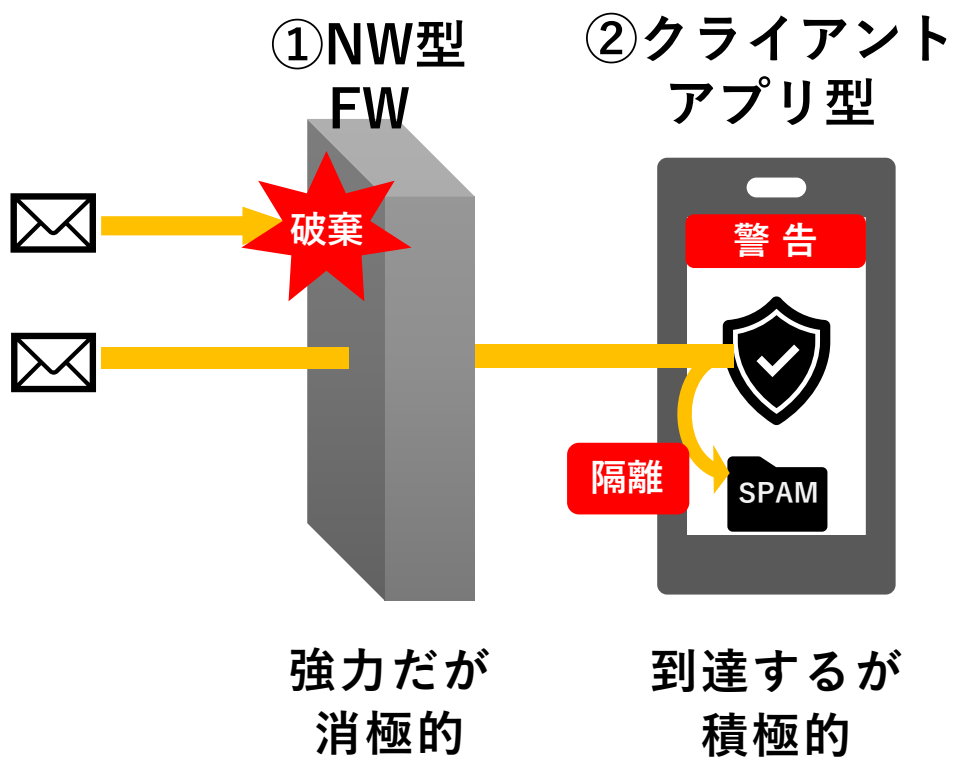 ①NW型
FW
②クライアント
アプリ型
破棄
警告
隔離
SPAM
強力だが
消極的
到達するが
積極的